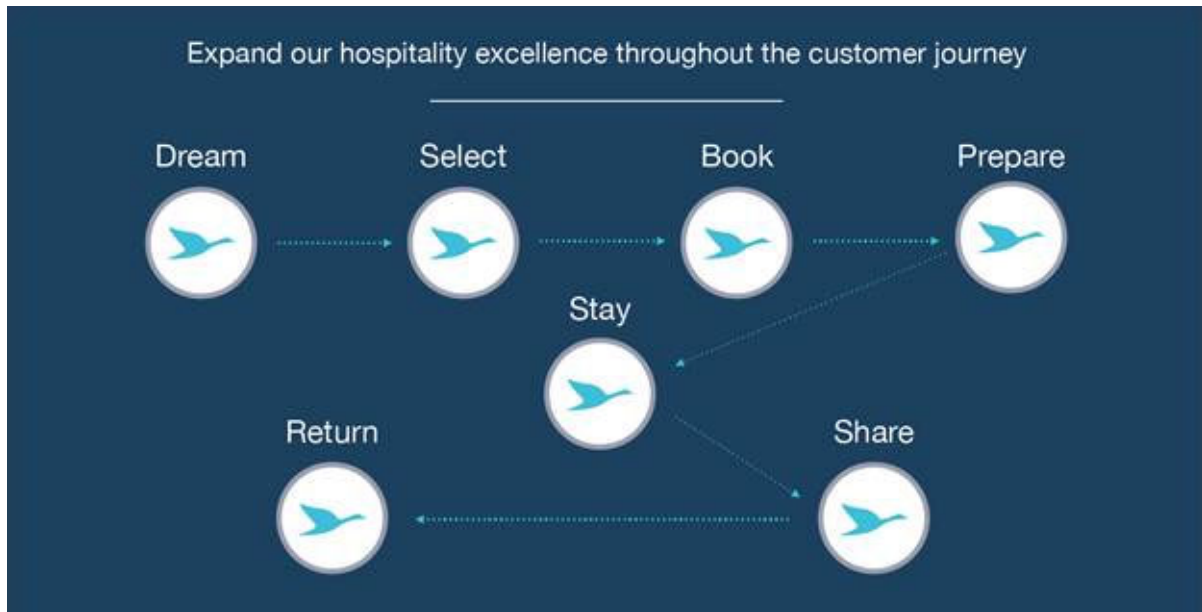 Expand our hospitality excellence throughout the customer journey
Dream
Select
Book
Prepare
Stay
Share
Return